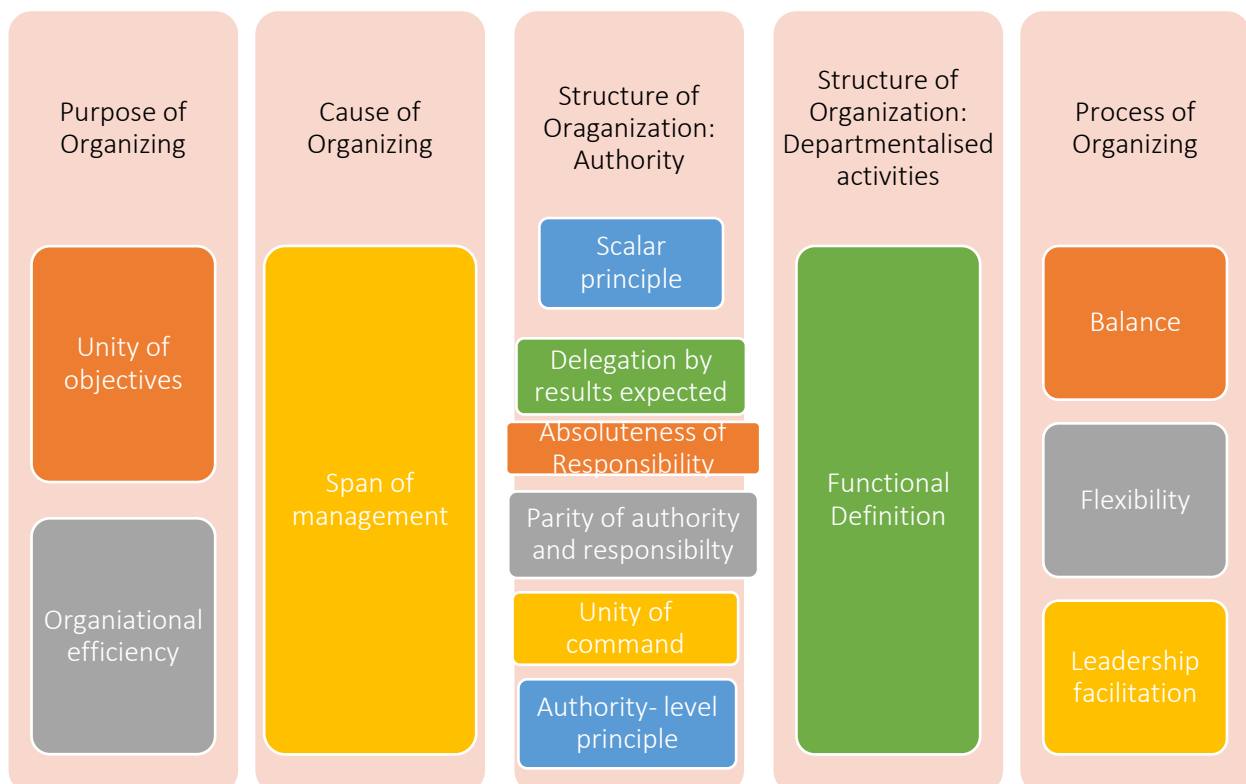 Purpose of
Organizing
Unity of
objectives
Organiational
efficiency
Cause of
Organizing
Span of
management
Structure of
Oraganization:
Authority
Scalar
principle
Delegation by
results expected
Absoluteness of
Responsibility
Parity of authority
and responsibilty
Unity of
command
Authority- level
principle
Structure of
Organization:
Departmentalised
activities
Functional
Definition
Process of
Organizing
Balance
Flexibility
Leadership
facilitation